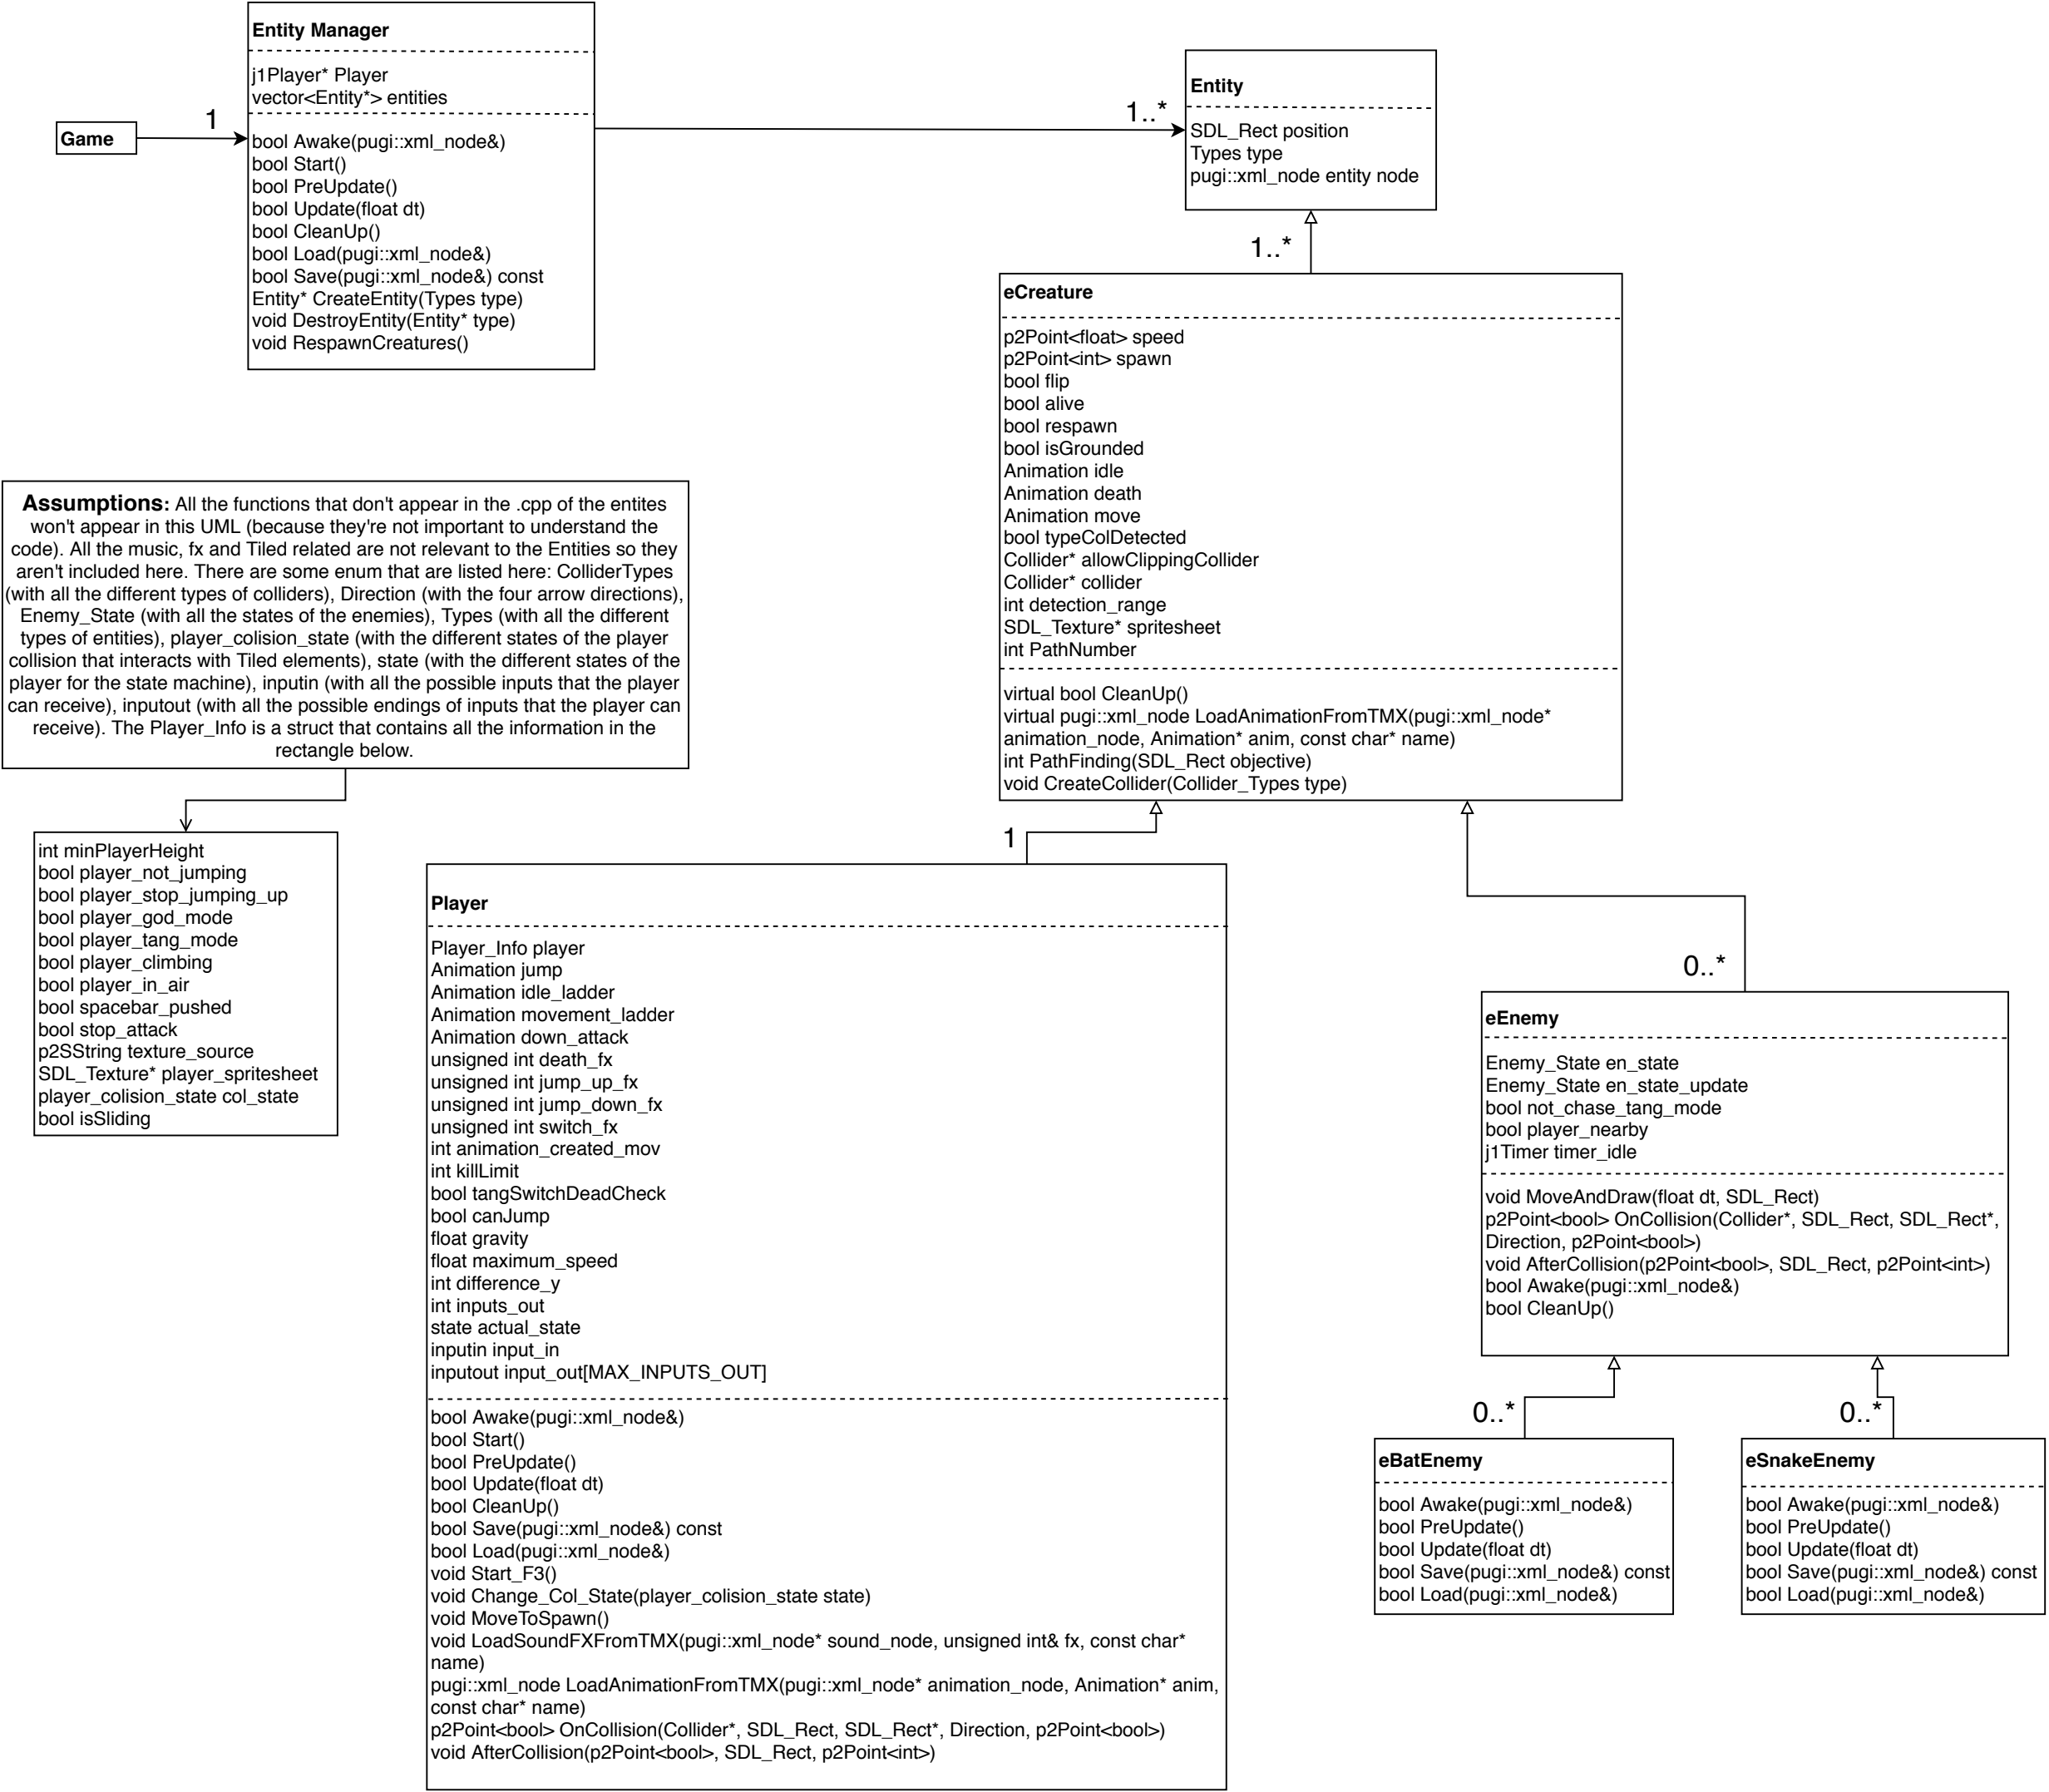 Entity Manager
j1Player* Player
vector<Entity*> entities
bool Awake(pugi::xml_node&)
bool Start()
bool PreUpdate()
bool Update(float dt)
bool CleanUp()
bool Load(pugi::xml_node&)
bool Save(pugi::xml_node&) const
Entity* CreateEntity(Types type)
void DestroyEntity(Entity* type)
void RespawnCreatures()
Game
1
1..*
Entity
SDL_Rect position
Types type
pugi::xml_node entity node
1..*
eCreature
p2Point<float> speed
p2Point<int> spawn
bool flip
bool alive
bool respawn
bool isGrounded
Animation idle
Animation death
Animation move
bool typeColDetected
Collider* allowClippingCollider
Collider* collider
int detection_range
SDL_Texture* spritesheet
int PathNumber
virtual bool CleanUp()
virtual pugi::xml_node LoadAnimationFromTMX(pugi::xml_node*
animation_node, Animation* anim, const char* name)
int PathFinding(SDL_Rect objective)
void CreateCollider(Collider_Types type)
Assumptions: All the functions that don't appear in the .cpp of the entites
won't appear in this UML (because they're not important to understand the
code). All the music, fx and Tiled related are not relevant to the Entities so they
aren't included here. There are some enum that are listed here: ColliderTypes
(with all the different types of colliders), Direction (with the four arrow directions),
Enemy_State (with all the states of the enemies), Types (with all the different
types of entities), player_colision_state (with the different states of the player
collision that interacts with Tiled elements), state (with the different states of the
player for the state machine), inputin (with all the possible inputs that the player
can receive), inputout (with all the possible endings of inputs that the player can
receive). The Player_Info is a struct that contains all the information in the
rectangle below.
int minPlayerHeight
bool player_not_jumping
bool player_stop_jumping_up
bool player_god_mode
bool player_tang_mode
bool player_climbing
bool player_in_air
bool spacebar_pushed
bool stop_attack
p2SString texture_source
SDL_Texture* player_spritesheet
player_colision_state col_state
bool isSliding
1
Player
Player_Info player
Animation jump
Animation idle_ladder
Animation movement_ladder
Animation down_attack
unsigned int death_fx
unsigned int jump_up_fx
unsigned int jump_down_fx
unsigned int switch_fx
int animation_created_mov
int killLimit
bool tangSwitchDeadCheck
bool canJump
float gravity
float maximum_speed
int difference_y
int inputs_out
state actual_state
inputin input_in
inputout input_out[MAX_INPUTS_OUT]
bool Awake(pugi::xml_node&)
bool Start()
bool PreUpdate()
bool Update(float dt)
bool CleanUp()
bool Save(pugi::xml_node&) const
bool Load(pugi::xml_node&)
void Start_F3()
void Change_Col_State(player_colision_state state)
void MoveToSpawn()
void LoadSoundFXFromTMX(pugi::xml_node* sound_node, unsigned int& fx, const char*
name)
pugi::xml_node LoadAnimationFromTMX(pugi::xml_node* animation_node, Animation* anim,
const char* name)
p2Point<bool> OnCollision(Collider*, SDL_Rect, SDL_Rect*, Direction, p2Point<bool>)
void AfterCollision(p2Point<bool>, SDL_Rect, p2Point<int>)
0..*
eEnemy
Enemy_State en_state
Enemy_State en_state_update
bool not_chase_tang_mode
bool player_nearby
j1Timer timer_idle
void MoveAndDraw(float dt, SDL_Rect)
p2Point<bool> OnCollision(Collider*, SDL_Rect, SDL_Rect*,
Direction, p2Point<bool>)
void AfterCollision(p2Point<bool>, SDL_Rect, p2Point<int>)
bool Awake(pugi::xml_node&)
bool CleanUp()
0..*
eBatEnemy
bool Awake(pugi::xml_node&)
bool PreUpdate()
bool Update(float dt)
bool Save(pugi::xml_node&) const
bool Load(pugi::xml_node&)
0..*
eSnakeEnemy
bool Awake(pugi::xml_node&)
bool PreUpdate()
bool Update(float dt)
bool Save(pugi::xml_node&) const
bool Load(pugi::xml_node&)